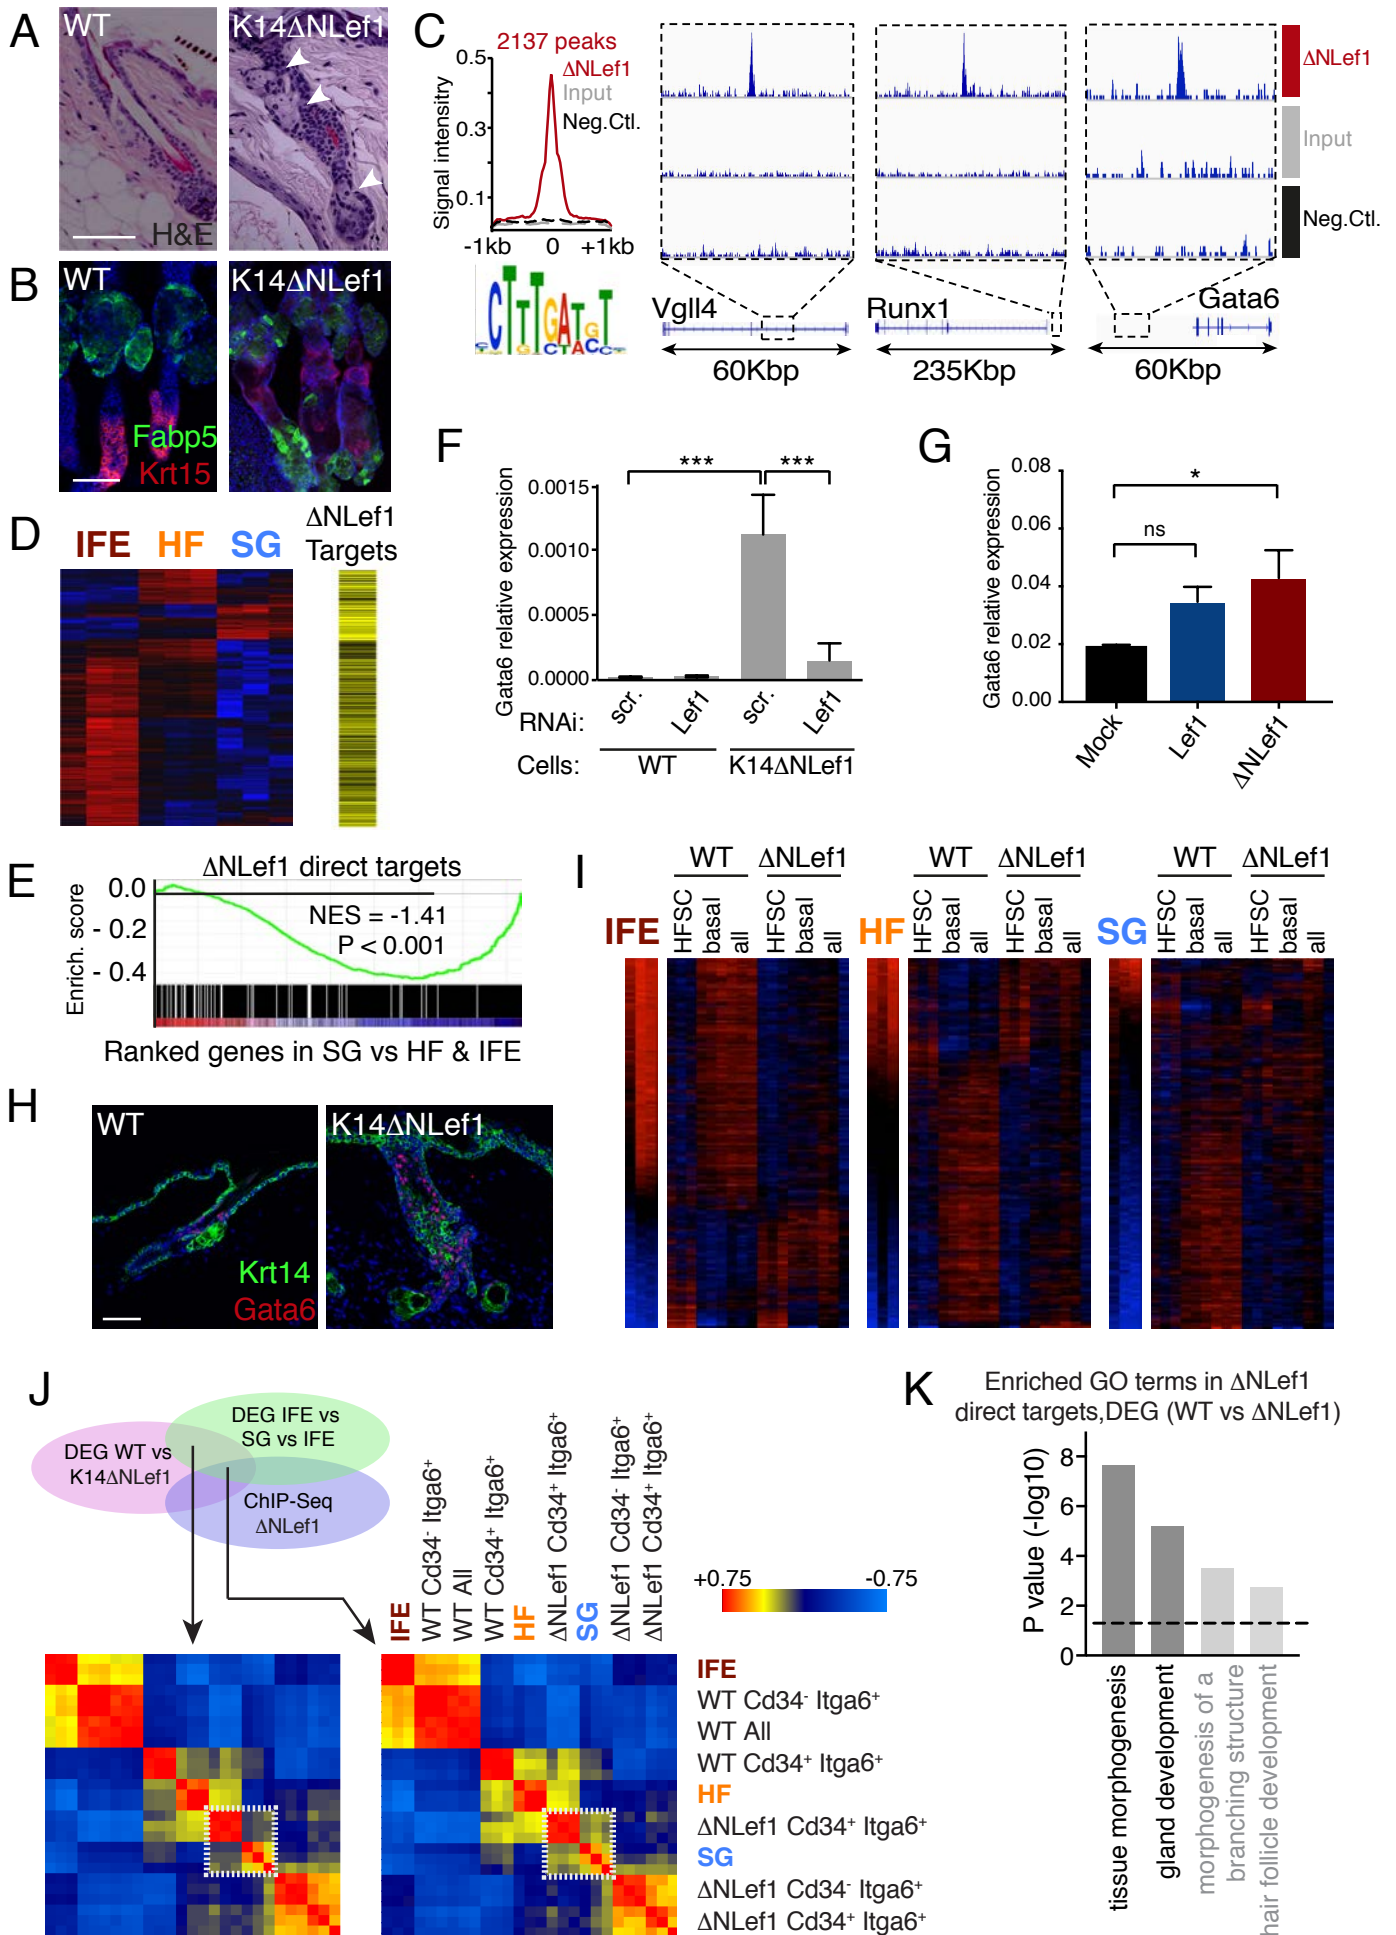 A
WT
K14ΔNLef1
H&E
B
WT
K14ΔNLef1
Fabp5
Krt15
C
2137 peaks
ΔNLef1
Input
Neg.Ctl.
Signal intensitry
0.5
0.3
0.1
-1kb 0 +1kb
CTTTGATGT
ΔNLef1
Input
Neg.Ctl.
Vgll4
Runx1
Gata6
60Kbp
235Kbp
60Kbp
D
IFE HF SG
ΔNLef1
Targets
E
ΔNLef1 direct targets
Enrich. score
0.0
- 0.2
- 0.4
NES = -1.41
P < 0.001
Ranked genes in SG vs HF & IFE
F
Gata6 relative expression
0.0015
0.0010
0.0005
0.0000
***
***
RNAi:
scr.
Lef1
scr.
Lef1
Cells:
WT
K14ΔNLef1
G
Gata6 relative expression
0.08
0.06
0.04
0.02
0.00
*
ns
Mock
Lef1
ΔNLef1
H
WT
K14ΔNLef1
Krt14
Gata6
I
WT ΔNLef1
IFE
HFSC
basal
all
HFSC
basal
all
WT ΔNLef1
HF
HFSC
basal
all
HFSC
basal
all
WT ΔNLef1
SG
HFSC
basal
all
HFSC
basal
all
J
DEG IFE vs
SG vs IFE
DEG WT vs
K14ΔNLef1
ChIP-Seq
ΔNLef1
IFE
WT Cd34⁻ Itga6⁺
WT All
WT Cd34⁺ Itga6⁺
HF
ΔNLef1 Cd34⁺ Itga6⁺
SG
ΔNLef1 Cd34⁻ Itga6⁺
ΔNLef1 Cd34⁺ Itga6⁺
+0.75
-0.75
IFE
WT Cd34⁻ Itga6⁺
WT All
WT Cd34⁺ Itga6⁺
HF
ΔNLef1 Cd34⁺ Itga6⁺
SG
ΔNLef1 Cd34⁻ Itga6⁺
ΔNLef1 Cd34⁺ Itga6⁺
K
Enriched GO terms in ΔNLef1
direct targets,DEG (WT vs ΔNLef1)
P value (-log10)
8
6
4
2
0
tissue morphogenesis
gland development
morphogenesis of a
branching structure
hair follicle development